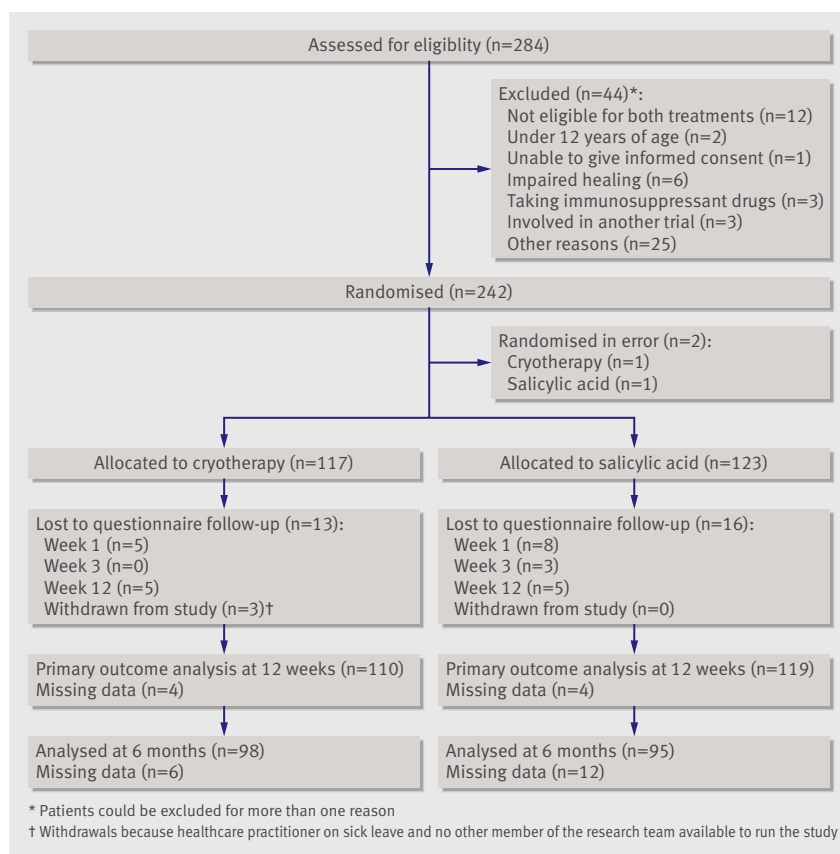 Assessed for eligiblity (n=284)
Excluded (n=44)*:
Not eligible for both treatments (n=12)
Under 12 years of age (n=2)
Unable to give informed consent (n=1)
Impaired healing (n=6)
Taking immunosuppressant drugs (n=3)
Involved in another trial (n=3)
Other reasons (n=25)
Randomised (n=242)
Randomised in error (n=2):
Cryotherapy (n=1)
Salicylic acid (n=1)
Allocated to cryotherapy (n=117)
Allocated to salicylic acid (n=123)
Lost to questionnaire follow-up (n=13):
Week 1 (n=5)
Week 3 (n=0)
Week 12 (n=5)
Withdrawn from study (n=3)†
Lost to questionnaire follow-up (n=16):
Week 1 (n=8)
Week 3 (n=3)
Week 12 (n=5)
Withdrawn from study (n=0)
Primary outcome analysis at 12 weeks (n=110)
Missing data (n=4)
Primary outcome analysis at 12 weeks (n=119)
Missing data (n=4)
Analysed at 6 months (n=98)
Missing data (n=6)
Analysed at 6 months (n=95)
Missing data (n=12)
* Patients could be excluded for more than one reason
† Withdrawals because healthcare practitioner on sick leave and no other member of the research team available to run the study